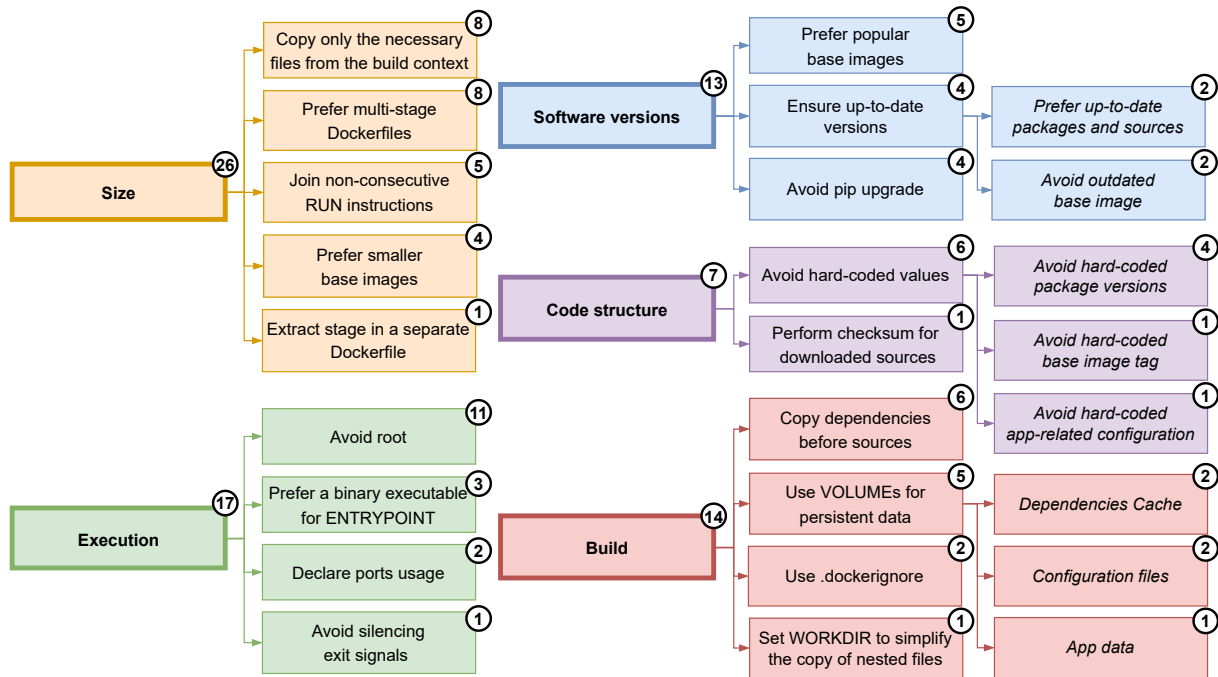 26
Size
8
Copy only the necessary
files from the build context
8
Prefer multi-stage
Dockerfiles
5
Join non-consecutive
RUN instructions
4
Prefer smaller
base images
1
Extract stage in a separate
Dockerfile
13
Software versions
5
Prefer popular
base images
4
Ensure up-to-date
versions
2
Prefer up-to-date
packages and sources
2
Avoid outdated
base image
4
Avoid pip upgrade
7
Code structure
6
Avoid hard-coded values
4
Avoid hard-coded
package versions
1
Avoid hard-coded
base image tag
1
Avoid hard-coded
app-related configuration
1
Perform checksum for
downloaded sources
17
Execution
11
Avoid root
3
Prefer a binary executable
for ENTRYPOINT
2
Declare ports usage
1
Avoid silencing
exit signals
14
Build
6
Copy dependencies
before sources
5
Use VOLUMEs for
persistent data
2
Dependencies Cache
2
Configuration files
1
App data
2
Use .dockerignore
1
Set WORKDIR to simplify
the copy of nested files